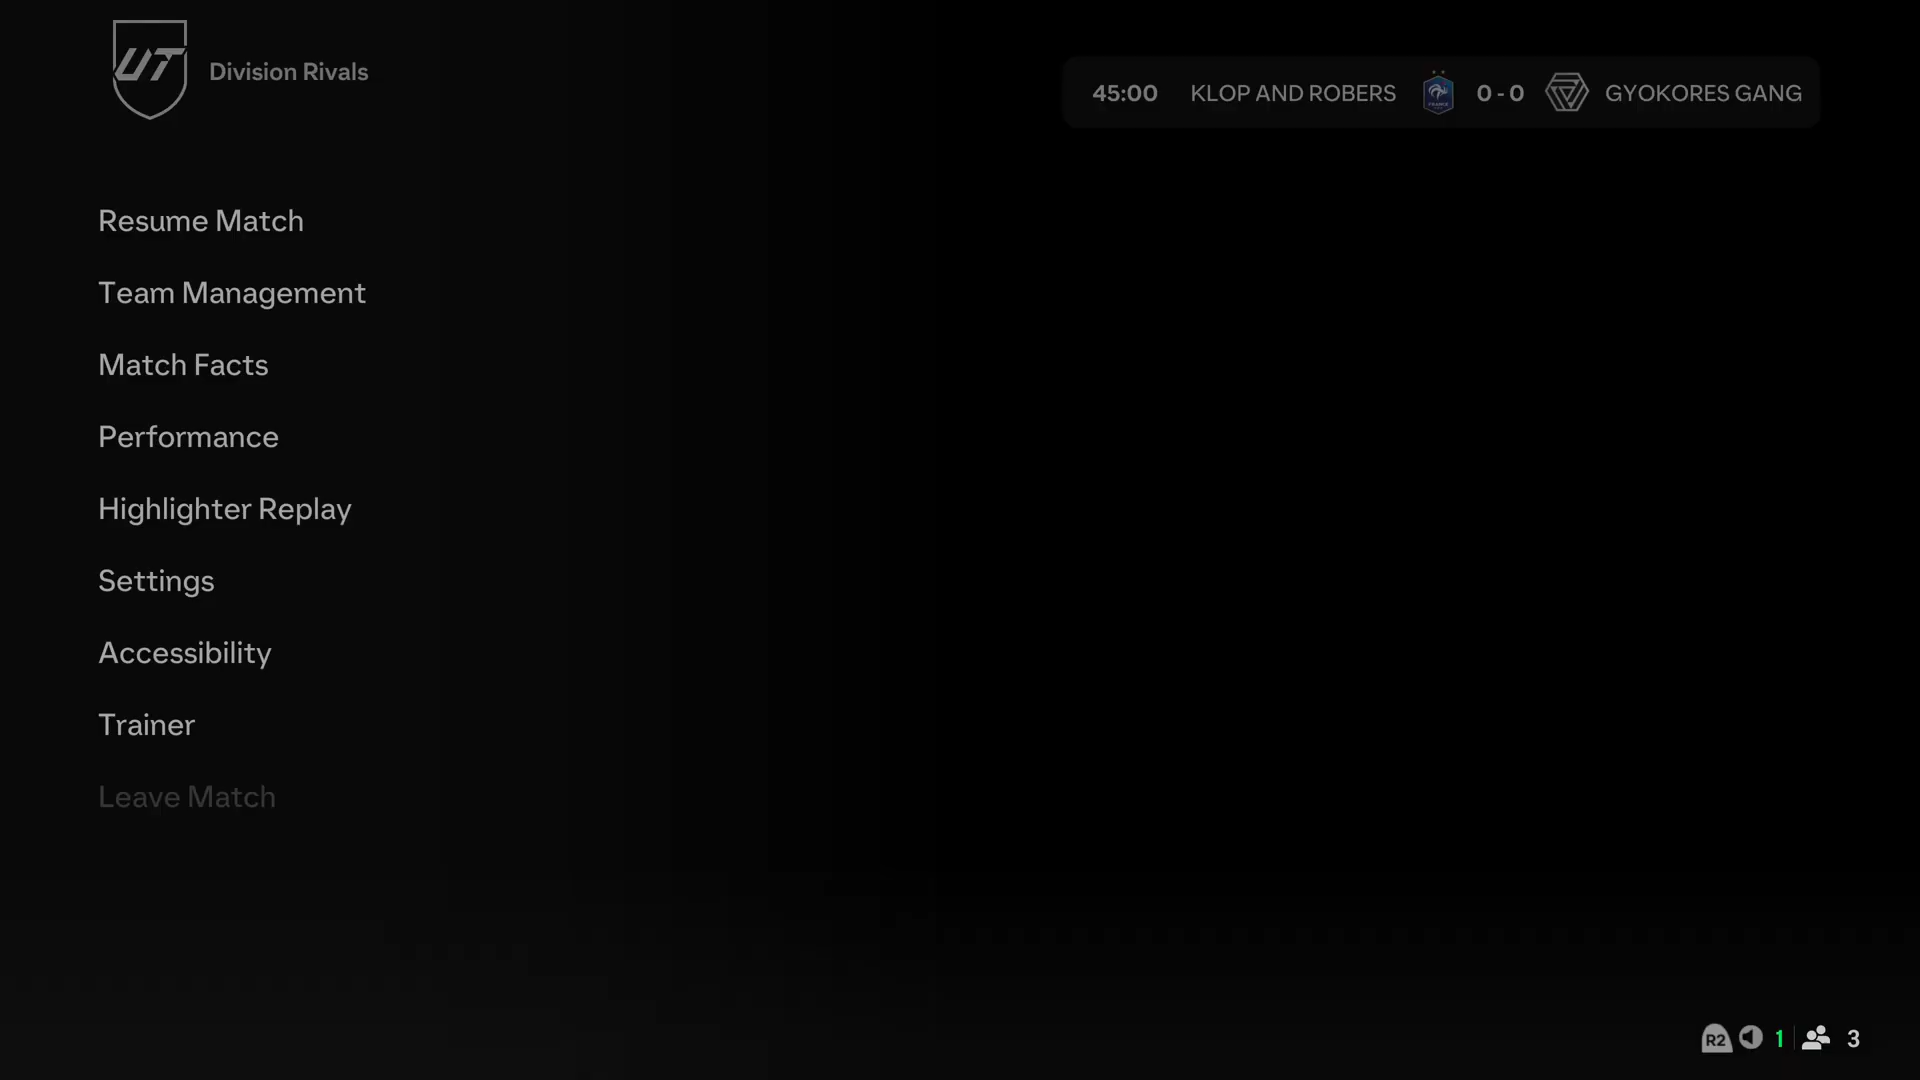 UT
Division Rivals
45:00 KLOP AND ROBERS FRANCE 0 - 0 GYOKORES GANG
Resume Match
Team Management
Match Facts
Performance
Highlighter Replay
Settings
Accessibility
Trainer
Leave Match
R2 1 3